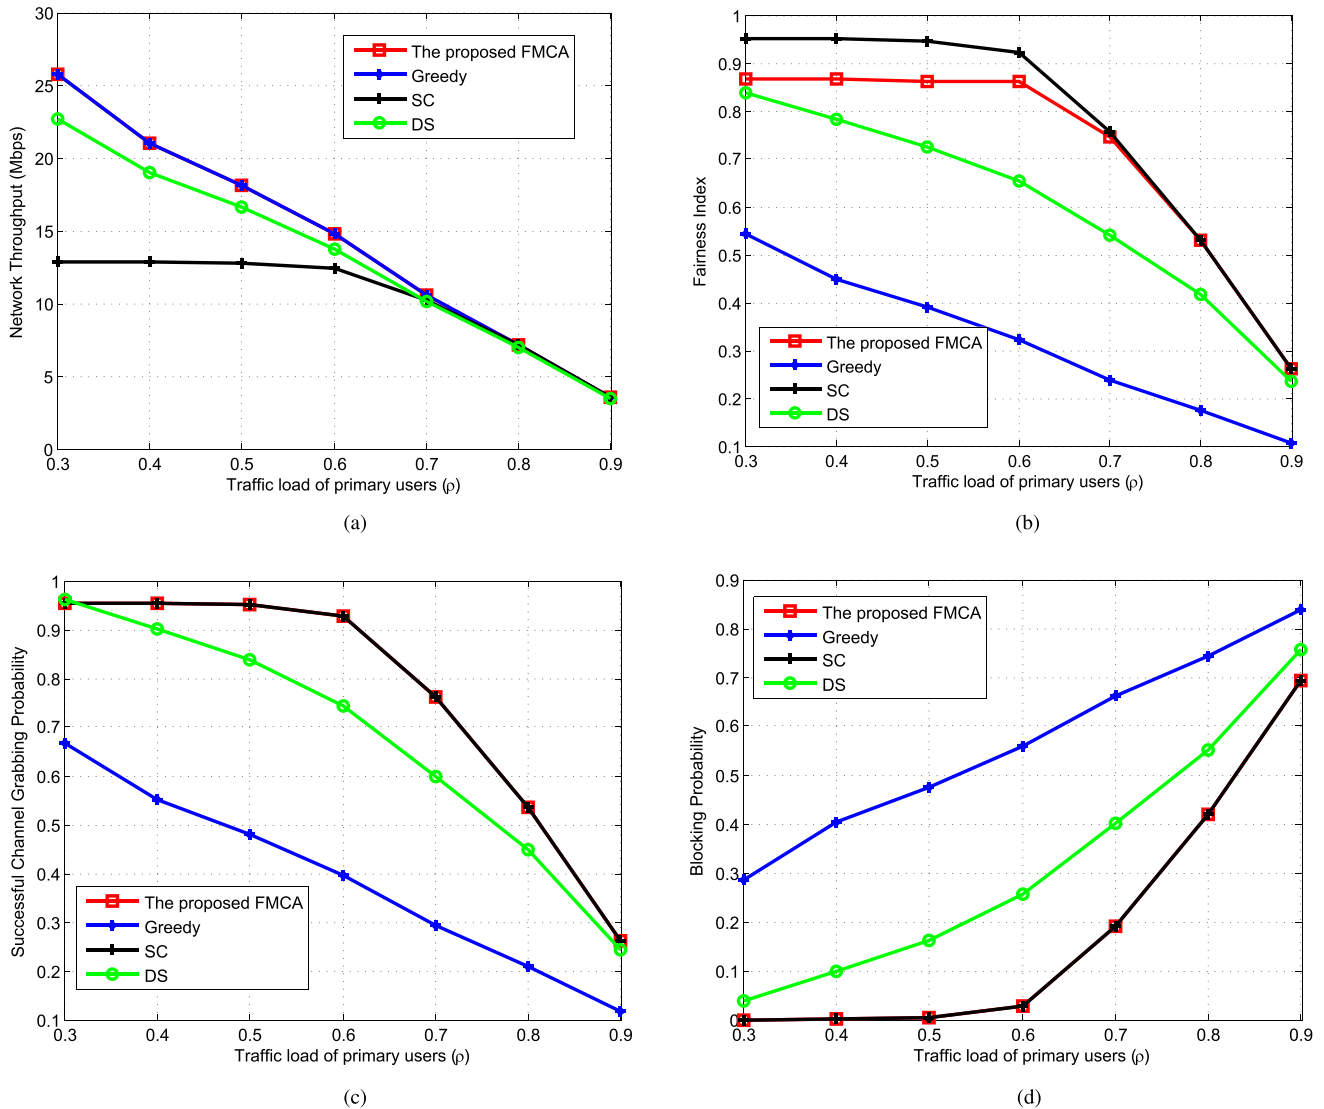 30
25
20
15
10
5
0
Network Throughput (Mbps)
The proposed FMCA
Greedy
SC
DS
0.3 0.4 0.5 0.6 0.7 0.8 0.9
Traffic load of primary users (ρ)
(a)
1
0.9
0.8
0.7
0.6
0.5
0.4
0.3
0.2
0.1
Fairness Index
The proposed FMCA
Greedy
SC
DS
0.3 0.4 0.5 0.6 0.7 0.8 0.9
Traffic load of primary users (ρ)
(b)
1
0.9
0.8
0.7
0.6
0.5
0.4
0.3
0.2
0.1
Successful Channel Grabbing Probability
The proposed FMCA
Greedy
SC
DS
0.3 0.4 0.5 0.6 0.7 0.8 0.9
Traffic load of primary users (ρ)
(c)
0.9
0.8
0.7
0.6
0.5
0.4
0.3
0.2
0.1
0
Blocking Probability
The proposed FMCA
Greedy
SC
DS
0.3 0.4 0.5 0.6 0.7 0.8 0.9
Traffic load of primary users (ρ)
(d)